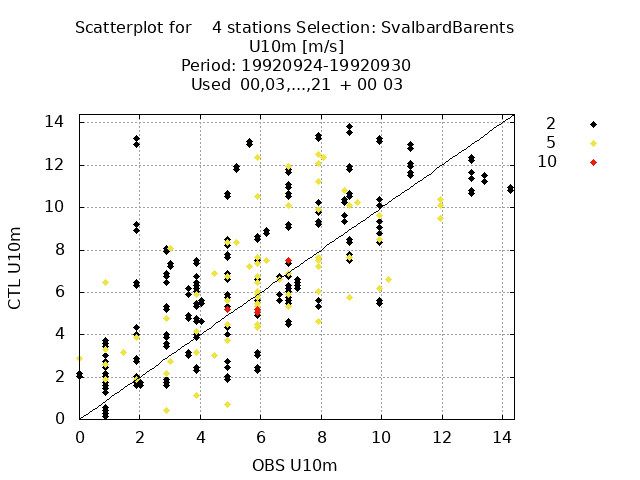 Scatterplot for    4 stations Selection: SvalbardBarents
U10m [m/s]
Period: 19920924-19920930
Used  00,03,...,21  + 00 03
2
5
10
14
12
10
8
6
4
2
0
CTL U10m
0 2 4 6 8 10 12 14
OBS U10m